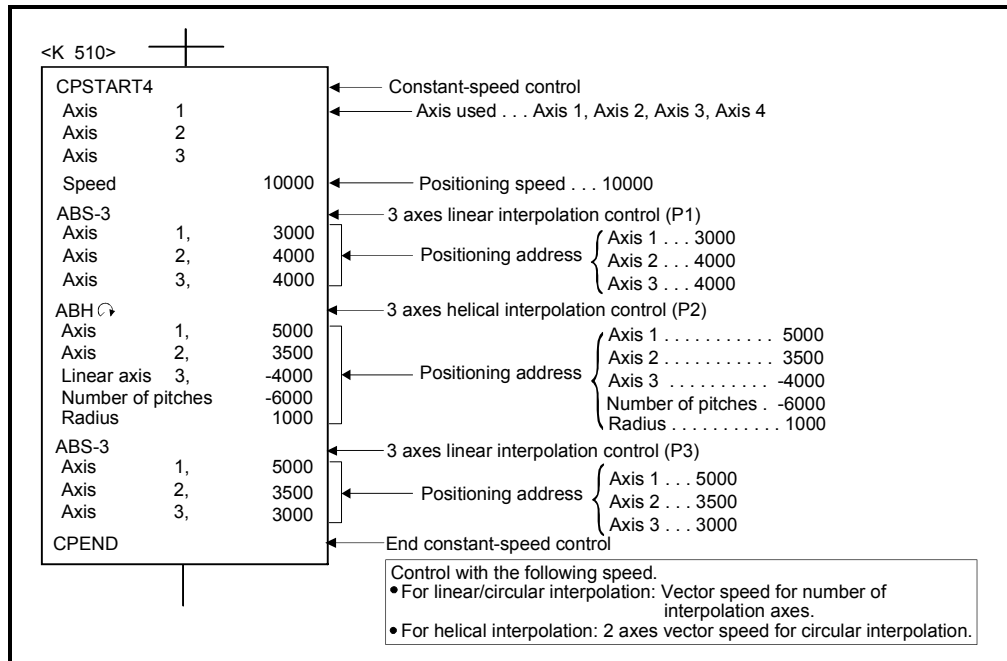 <K 510>
CPSTART4 Constant-speed control
Axis 1 Axis used . . . Axis 1, Axis 2, Axis 3, Axis 4
Axis 2
Axis 3
Speed 10000 Positioning speed . . . 10000
ABS-3 3 axes linear interpolation control (P1)
Axis 1, 3000 Axis 1 . . . 3000
Axis 2, 4000 Positioning address Axis 2 . . . 4000
Axis 3, 4000 Axis 3 . . . 4000
ABH 3 axes helical interpolation control (P2)
Axis 1, 5000 Axis 1 . . . . . . . . . . . 5000
Axis 2, 3500 Axis 2 . . . . . . . . . . . 3500
Linear axis 3, -4000 Positioning address Axis 3 . . . . . . . . . . -4000
Number of pitches -6000 Number of pitches . -6000
Radius 1000 Radius . . . . . . . . . . . 1000
ABS-3 3 axes linear interpolation control (P3)
Axis 1, 5000 Axis 1 . . . 5000
Axis 2, 3500 Positioning address Axis 2 . . . 3500
Axis 3, 3000 Axis 3 . . . 3000
CPEND End constant-speed control
Control with the following speed.
• For linear/circular interpolation: Vector speed for number of
interpolation axes.
• For helical interpolation: 2 axes vector speed for circular interpolation.